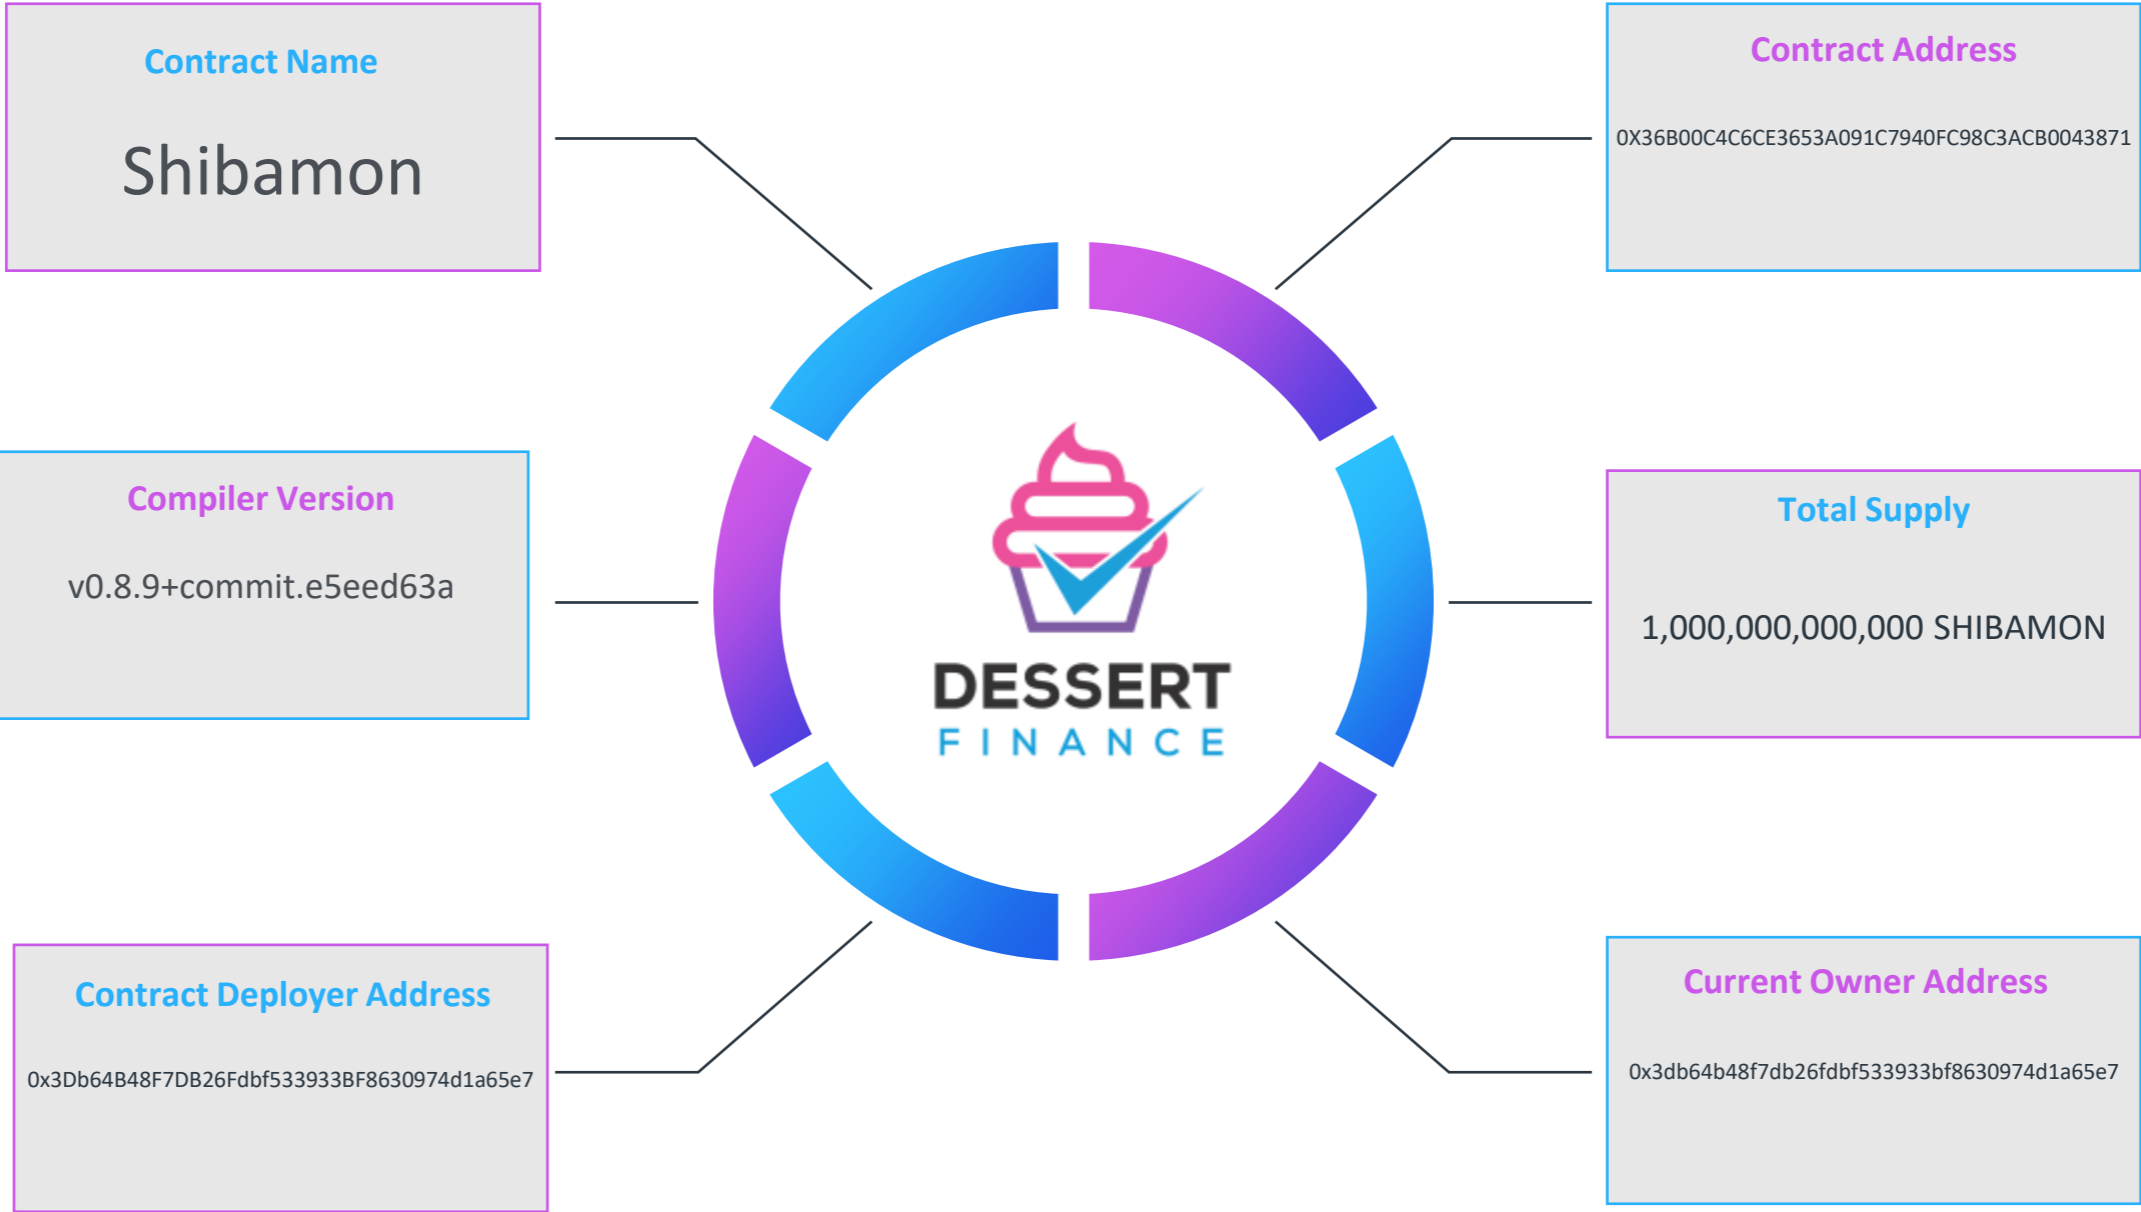 Contract Name
Shibamon
Contract Address
0X36B00C4C6CE3653A091C7940FC98C3ACB0043871
Compiler Version
v0.8.9+commit.e5eed63a
DESSERT
FINANCE
Total Supply
1,000,000,000,000 SHIBAMON
Contract Deployer Address
0x3Db64B48F7DB26Fdbf533933BF8630974d1a65e7
Current Owner Address
0x3db64b48f7db26fdbf533933bf8630974d1a65e7